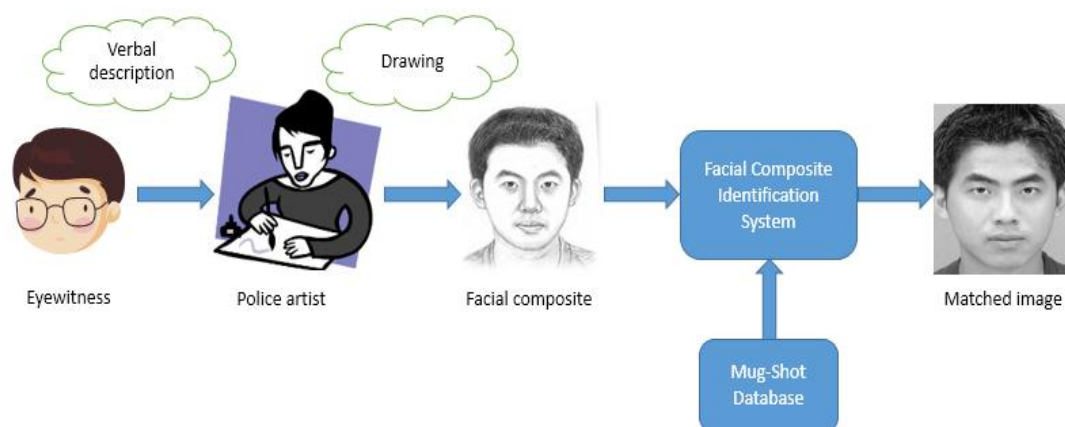 Verbal
description
Drawing
Facial Composite
Identification
System
Eyewitness
Police artist
Facial composite
Matched image
Mug-Shot
Database